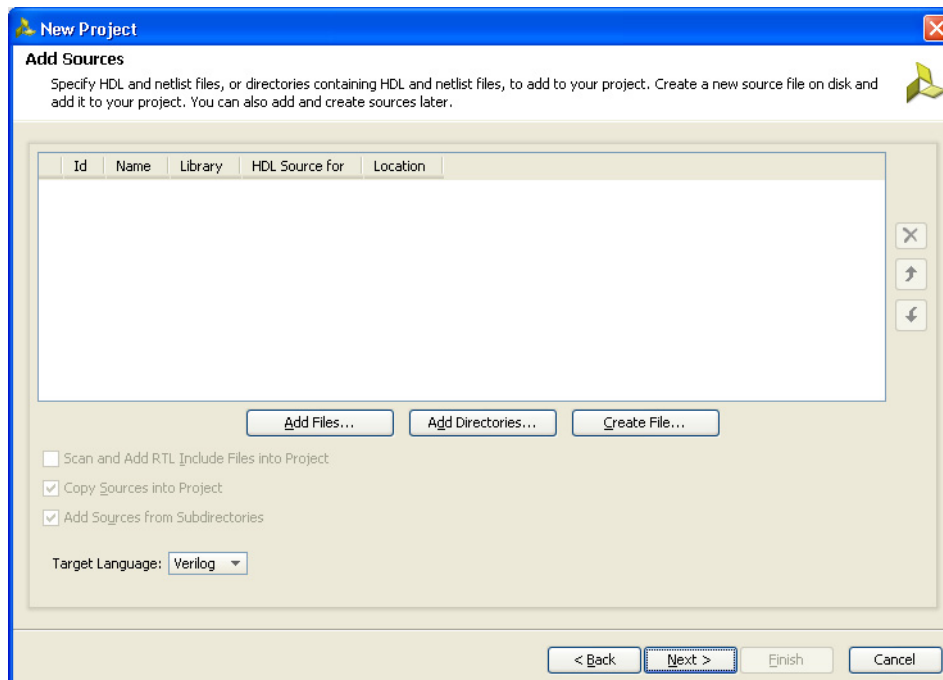 New Project
Add Sources
Specify HDL and netlist files, or directories containing HDL and netlist files, to add to your project. Create a new source file on disk and
add it to your project. You can also add and create sources later.
Id Name Library HDL Source for Location
Add Files... Add Directories... Create File...
Scan and Add RTL Include Files into Project
Copy Sources into Project
Add Sources from Subdirectories
Target Language: Verilog
< Back Next > Finish Cancel